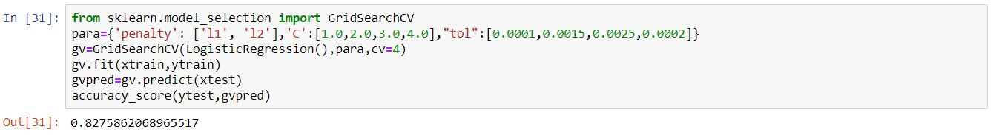 In [31]: from sklearn.model_selection import GridSearchCV
para={'penalty': ['l1', 'l2'],'C':[1.0,2.0,3.0,4.0],"tol":[0.0001,0.0015,0.0025,0.0002]}
gv=GridSearchCV(LogisticRegression(),para,cv=4)
gv.fit(xtrain,ytrain)
gvpred=gv.predict(xtest)
accuracy_score(ytest,gvpred)
Out[31]: 0.8275862068965517